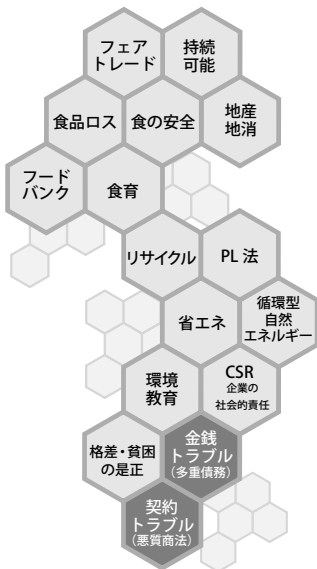 フェア
トレード
持続
可能
食品ロス
食の安全
地産
地消
フード
バンク
食育
リサイクル
PL 法
省エネ
循環型
自然
エネルギー
環境
教育
CSR
企業の
社会的責任
格差・貧困
の是正
金銭
トラブル
(多重債務)
契約
トラブル
(悪質商法)